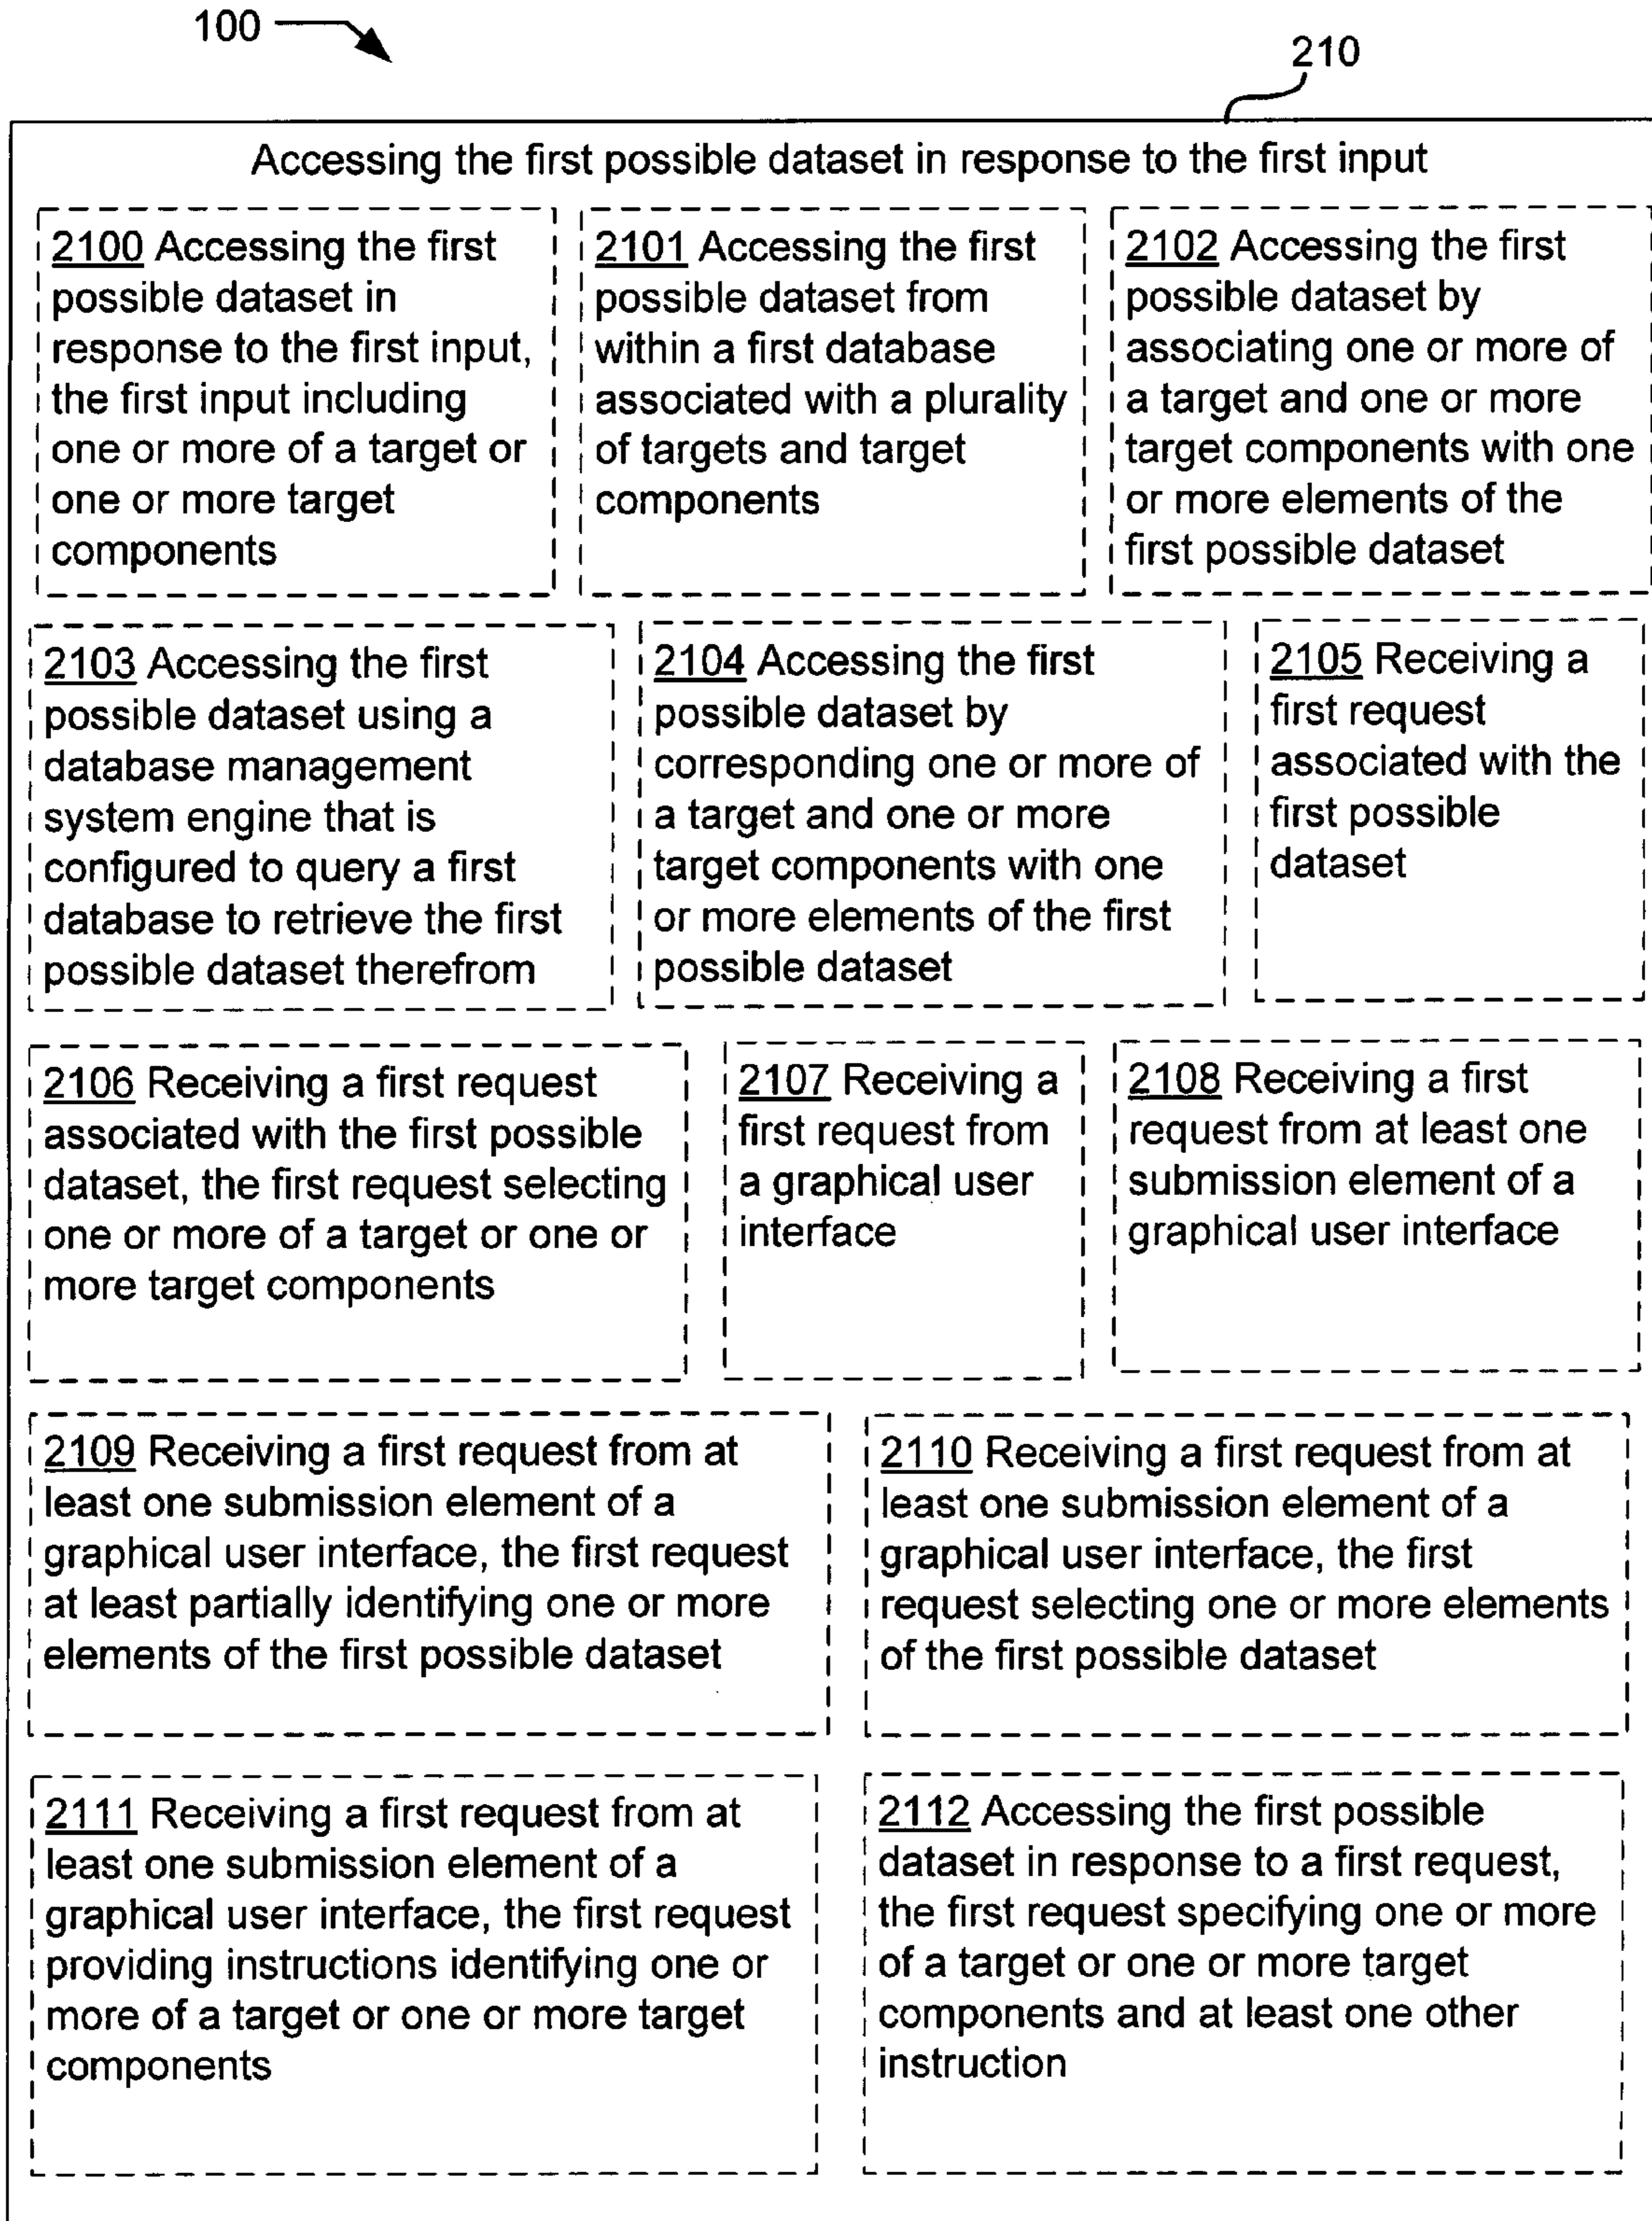 100
210
Accessing the first possible dataset in response to the first input
2100 Accessing the first
possible dataset in
response to the first input,
the first input including
one or more of a target or
one or more target
components
2101 Accessing the first
possible dataset from
within a first database
associated with a plurality
of targets and target
components
2102 Accessing the first
possible dataset by
associating one or more of
a target and one or more
target components with one
or more elements of the
first possible dataset
2103 Accessing the first
possible dataset using a
database management
system engine that is
configured to query a first
database to retrieve the first
possible dataset therefrom
2104 Accessing the first
possible dataset by
corresponding one or more of
a target and one or more
target components with one
or more elements of the first
possible dataset
2105 Receiving a
first request
associated with the
first possible
dataset
2106 Receiving a first request
associated with the first possible
dataset, the first request selecting
one or more of a target or one or
more target components
2107 Receiving a
first request from
a graphical user
interface
2108 Receiving a first
request from at least one
submission element of a
graphical user interface
2109 Receiving a first request from at
least one submission element of a
graphical user interface, the first request
at least partially identifying one or more
elements of the first possible dataset
2110 Receiving a first request from at
least one submission element of a
graphical user interface, the first
request selecting one or more elements
of the first possible dataset
2111 Receiving a first request from at
least one submission element of a
graphical user interface, the first request
providing instructions identifying one or
more of a target or one or more target
components
2112 Accessing the first possible
dataset in response to a first request,
the first request specifying one or more
of a target or one or more target
components and at least one other
instruction